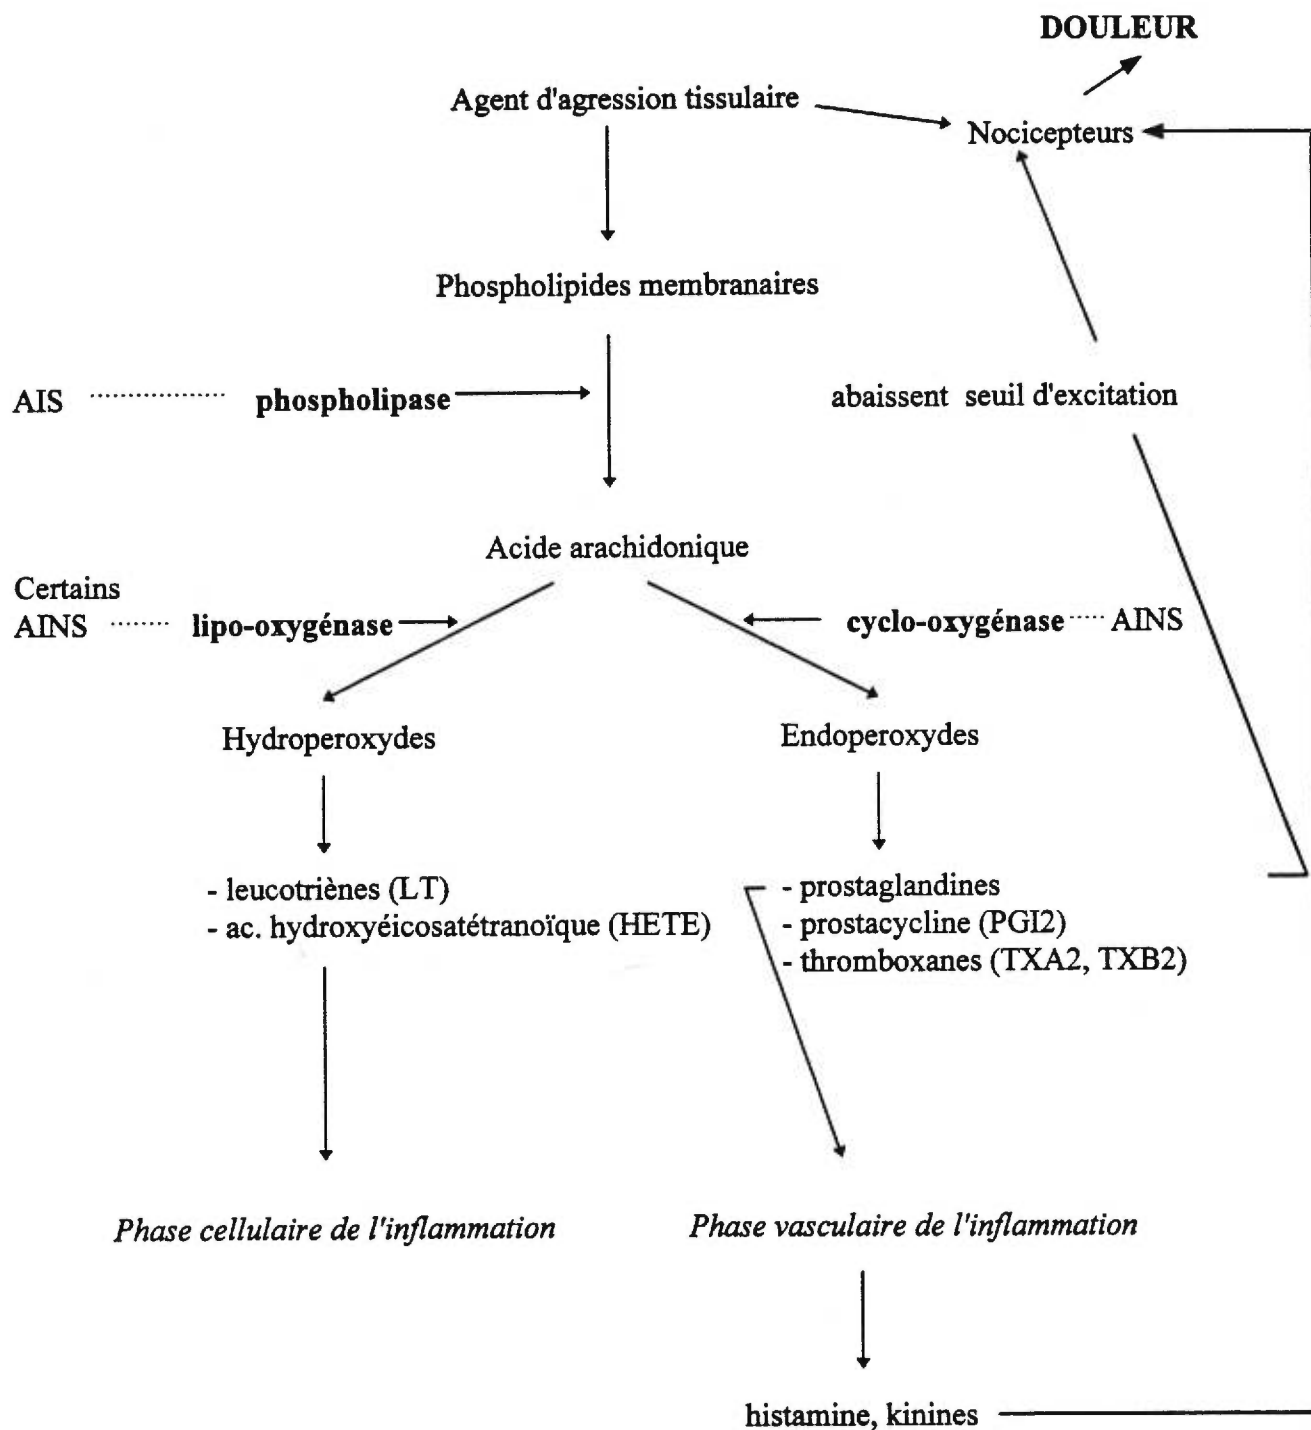 DOULEUR
Agent d'agression tissulaire
Nocicepteurs
Phospholipides membranaires
AIS ................... phospholipase
abaissent seuil d'excitation
Acide arachidonique
Certains
AINS ........ lipo-oxygénase
cyclo-oxygénase ..... AINS
Hydroperoxydes
Endoperoxydes
- leucotriènes (LT)
- ac. hydroxyéicosatétranoïque (HETE)
- prostaglandines
- prostacycline (PGI2)
- thromboxanes (TXA2, TXB2)
Phase cellulaire de l'inflammation
Phase vasculaire de l'inflammation
histamine, kinines